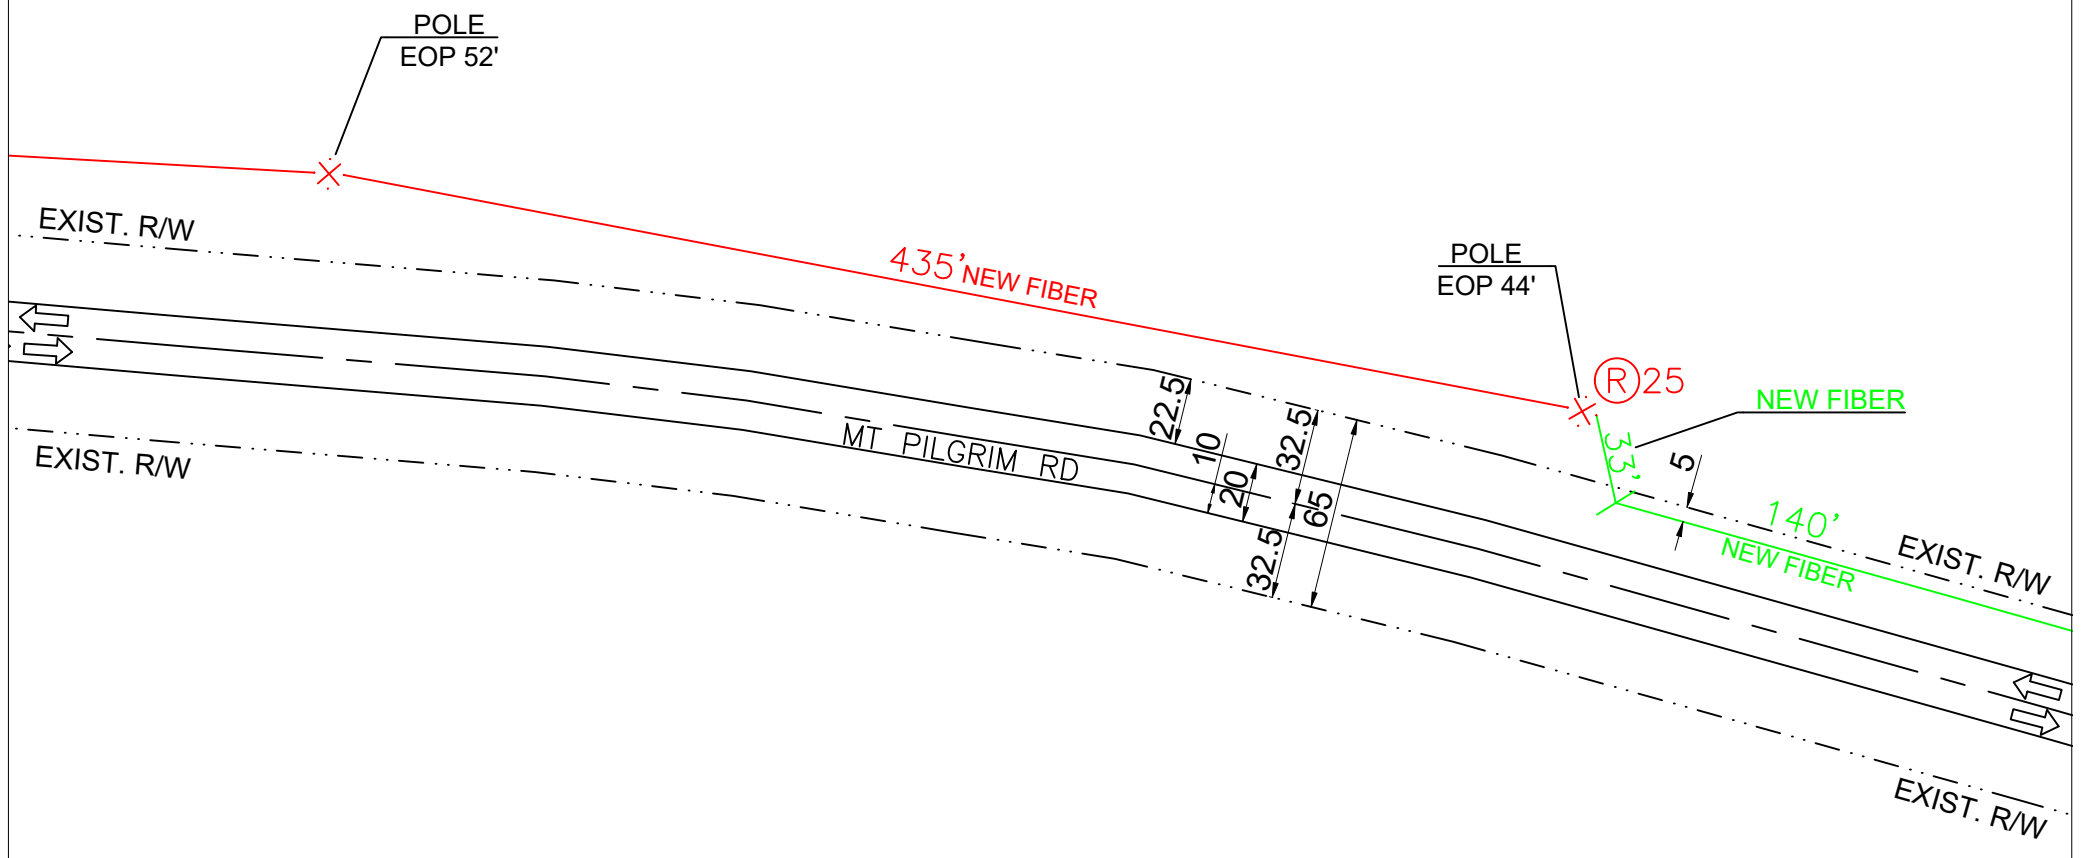 POLE
EOP 52'
EXIST. R/W
435' NEW FIBER
POLE
EOP 44'
R 25
NEW FIBER
33'
22.5
10
20
32.5
65
32.5
5
MT PILGRIM RD
140'
NEW FIBER
EXIST. R/W
EXIST. R/W
EXIST. R/W